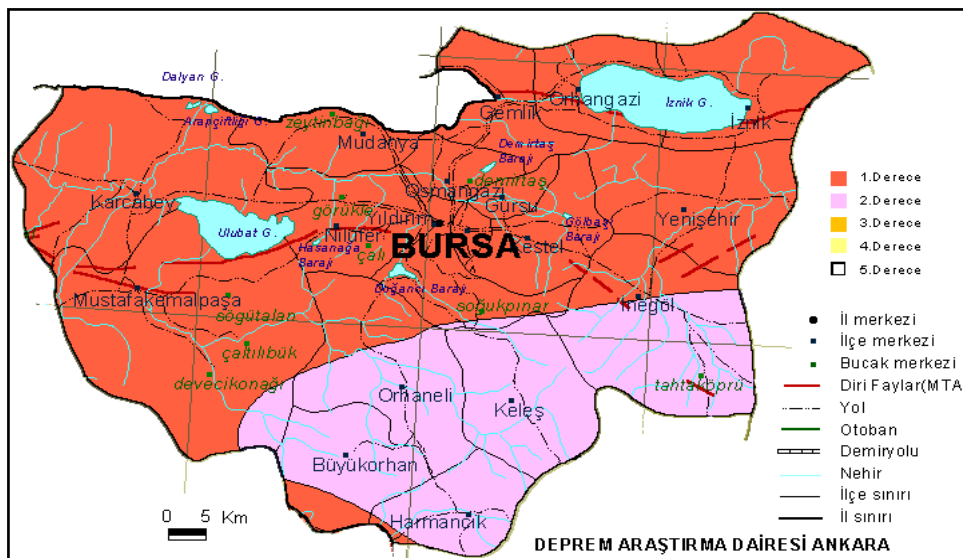 Dalyan G.
Arapçiftliği G.
zeytinbağı
Mudanya
Gemlik
Orhangazi
İznik G.
İznik
Demirtaş
Barajı
Osmangazi
demirtaş
Gürsu
Karcabey
Ulubat G.
görükle
Yıldırım
Nilüfer
Hasanağa
Barajı
çalı
BURSA
Kestel
Gölbaşı
Barajı
Yenişehir
Mustafakemalpaşa
Doğancı Barajı
söğütalan
soğukpınar
İnegöl
çaltılıbük
devecikonağı
Orhaneli
Keleş
tahtaköprü
Büyükorhan
Harmancık
0 5 Km
1.Derece
2.Derece
3.Derece
4.Derece
5.Derece
İl merkezi
İlçe merkezi
Bucak merkezi
Diri Faylar(MTA
Yol
Otoban
Demiryolu
Nehir
İlçe sınırı
İl sınırı
DEPREM ARAŞTIRMA DAİRESİ ANKARA